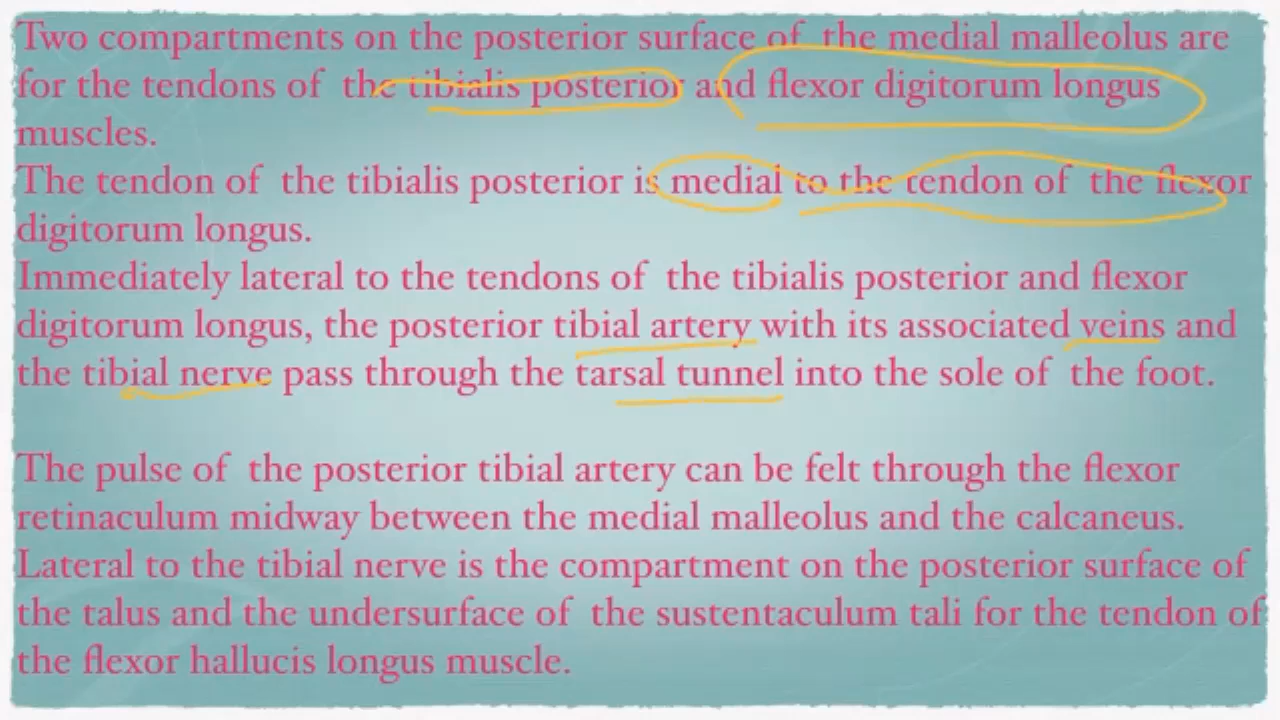 Two compartments on the posterior surface of the medial malleolus are
for the tendons of the tibialis posterior and flexor digitorum longus
muscles.
The tendon of the tibialis posterior is medial to the tendon of the flexor
digitorum longus.
Immediately lateral to the tendons of the tibialis posterior and flexor
digitorum longus, the posterior tibial artery with its associated veins and
the tibial nerve pass through the tarsal tunnel into the sole of the foot.
The pulse of the posterior tibial artery can be felt through the flexor
retinaculum midway between the medial malleolus and the calcaneus.
Lateral to the tibial nerve is the compartment on the posterior surface of
the talus and the undersurface of the sustentaculum tali for the tendon of
the flexor hallucis longus muscle.